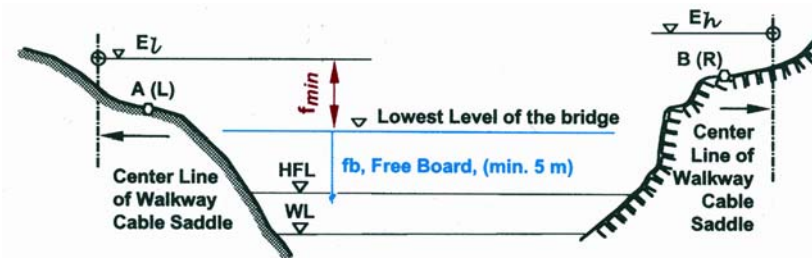 El
Eh
A (L)
B (R)
fmin
Lowest Level of the bridge
fb, Free Board, (min. 5 m)
HFL
WL
Center Line
of Walkway
Cable Saddle
Center
Line of
Walkway
Cable
Saddle